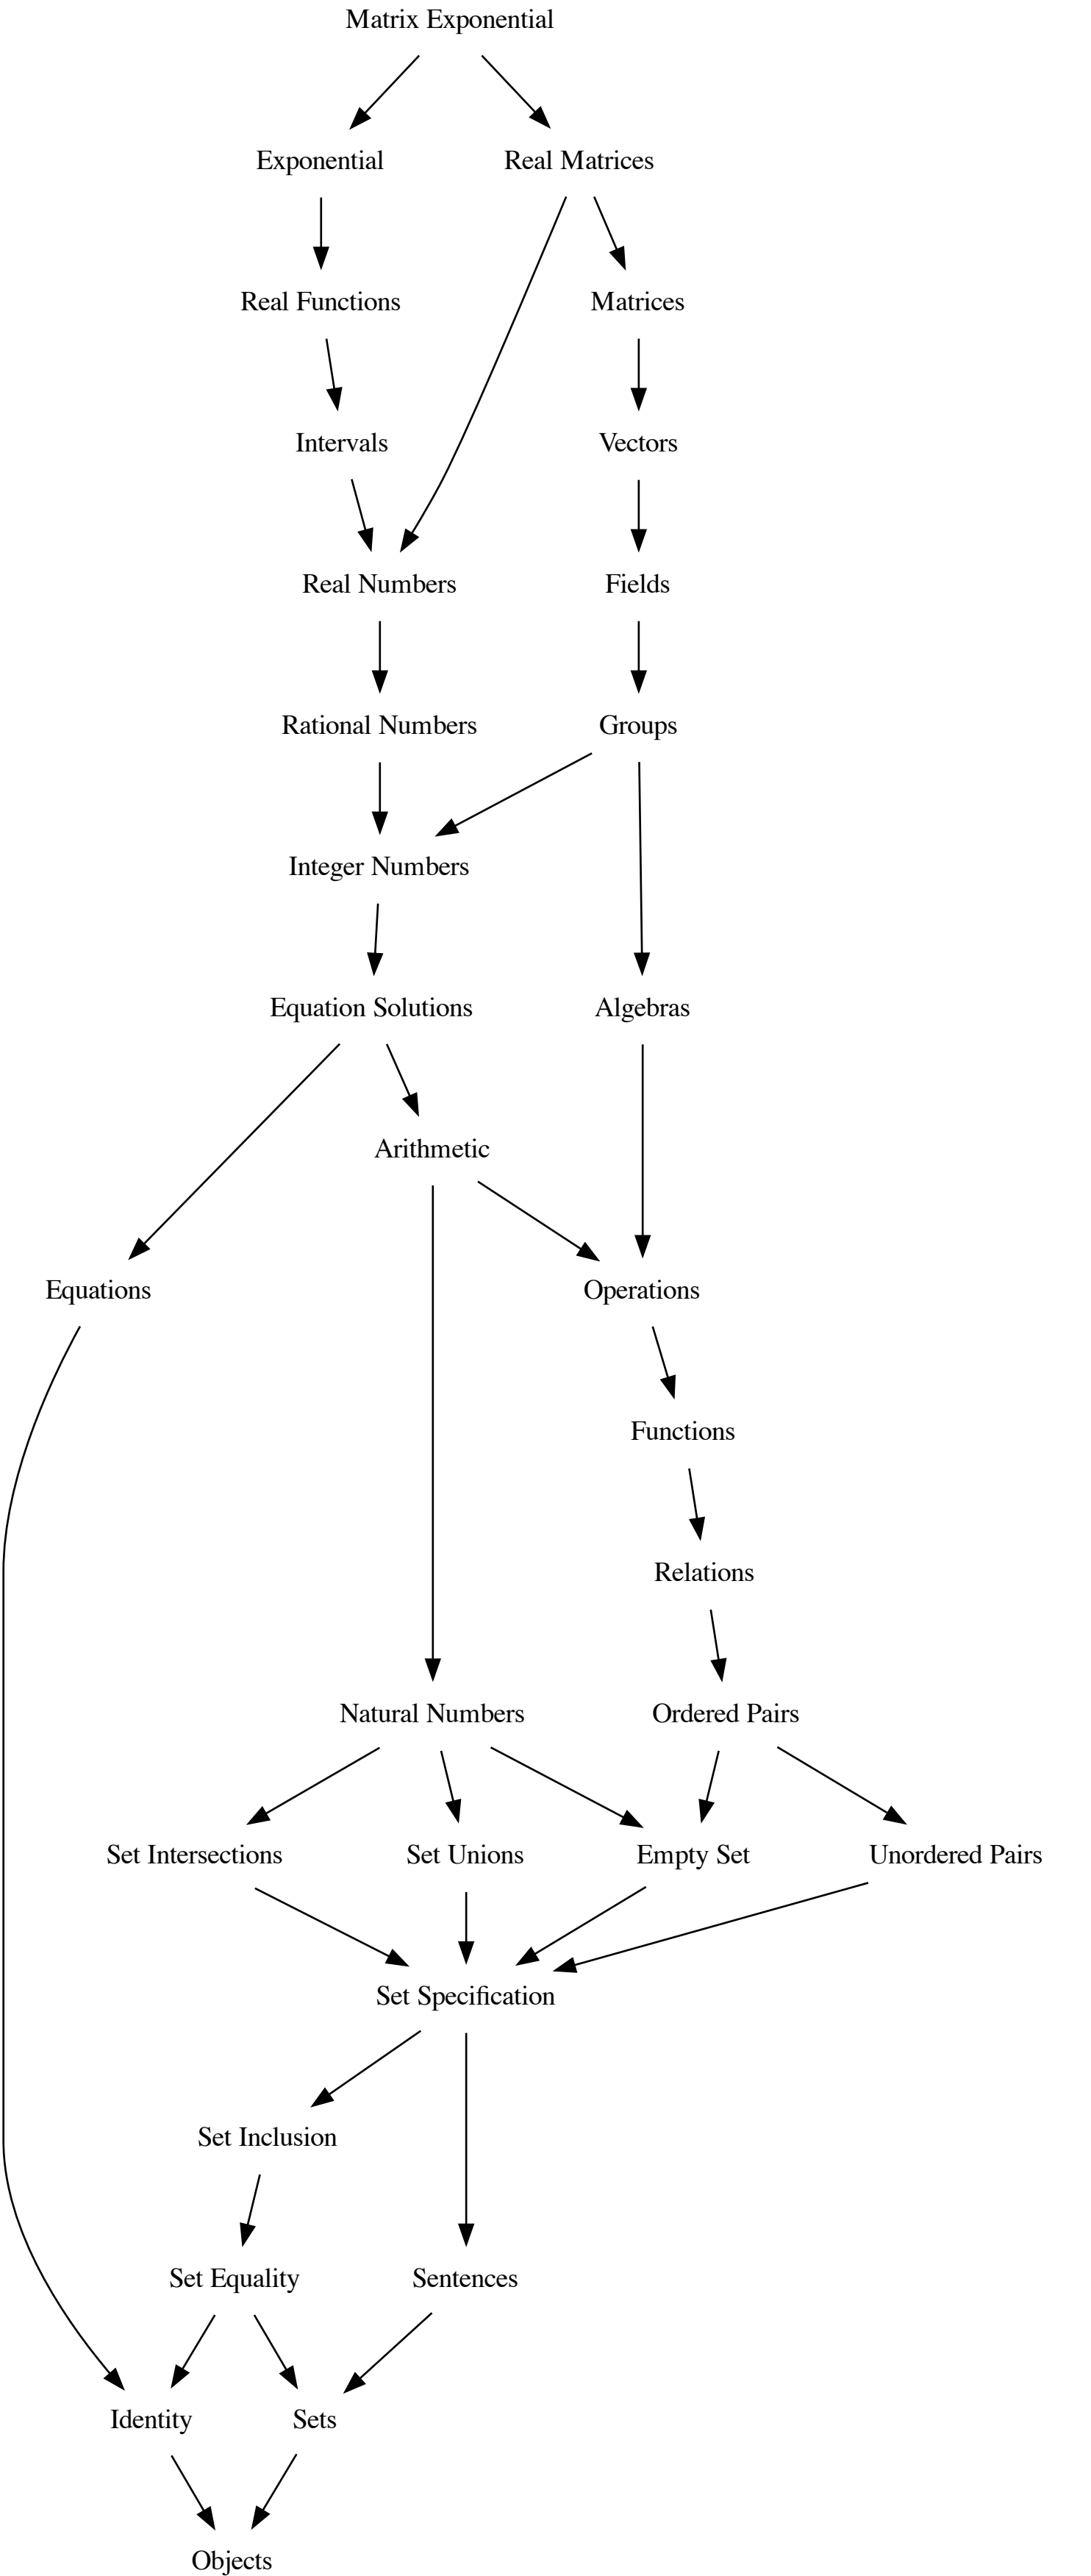 Matrix Exponential
Exponential
Real Matrices
Real Functions
Matrices
Intervals
Vectors
Real Numbers
Fields
Rational Numbers
Groups
Integer Numbers
Equation Solutions
Algebras
Arithmetic
Equations
Operations
Functions
Relations
Natural Numbers
Ordered Pairs
Set Intersections
Set Unions
Empty Set
Unordered Pairs
Set Specification
Set Inclusion
Set Equality
Sentences
Identity
Sets
Objects